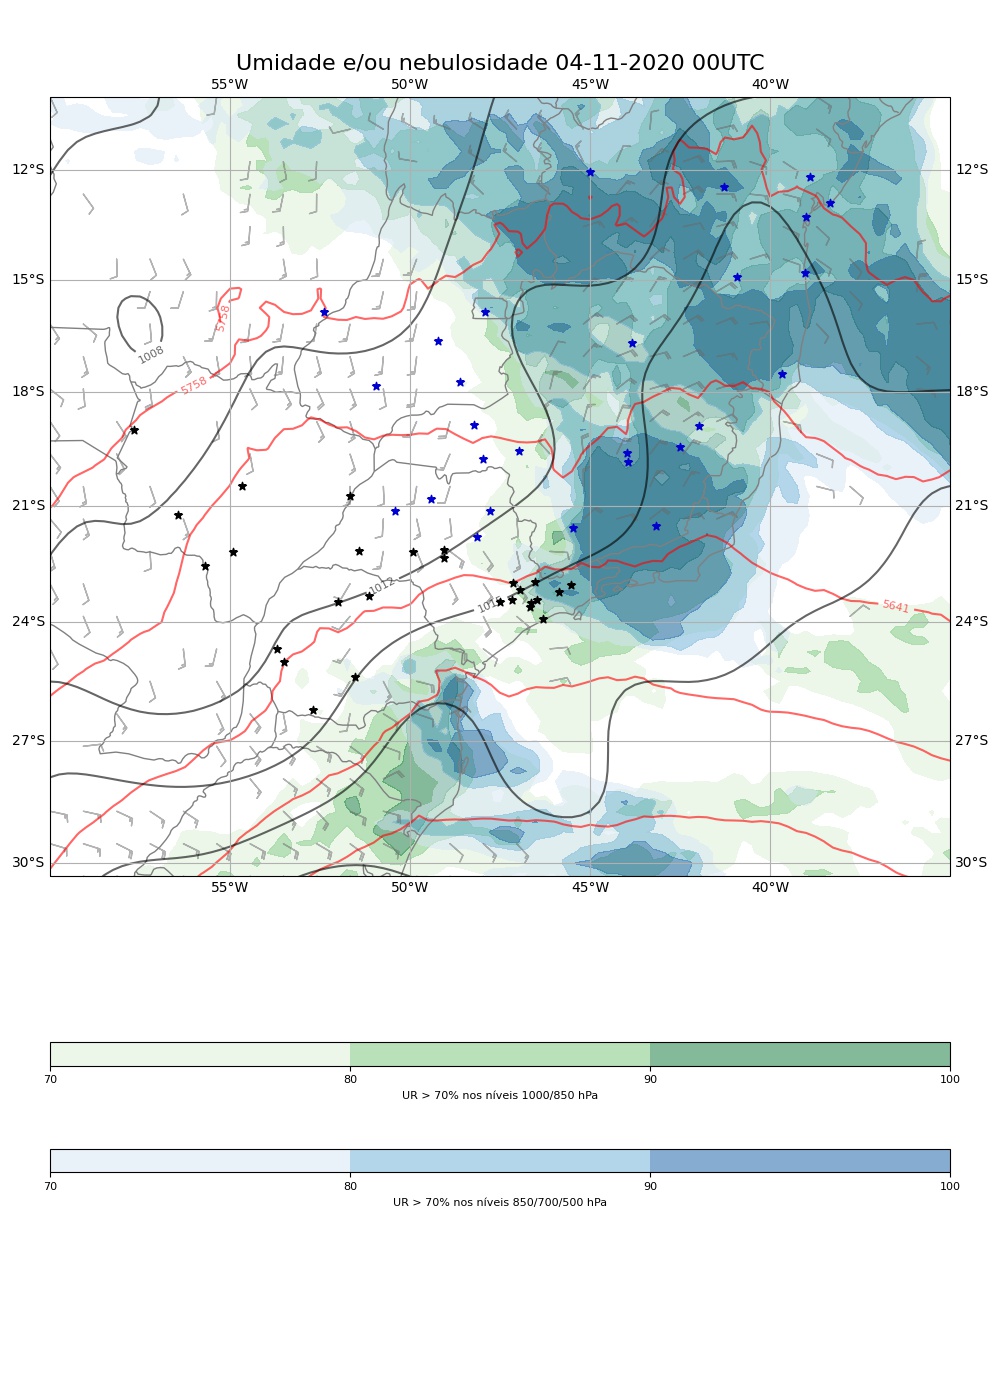 Umidade e/ou nebulosidade 04-11-2020 00UTC
55°W 50°W 45°W 40°W
12°S 12°S
15°S 15°S
5758
1008
5758
18°S 18°S
21°S 21°S
1012
5641
24°S 24°S
27°S 27°S
30°S 30°S
55°W 50°W 45°W 40°W
70 80 90 100
UR > 70% nos níveis 1000/850 hPa
70 80 90 100
UR > 70% nos níveis 850/700/500 hPa